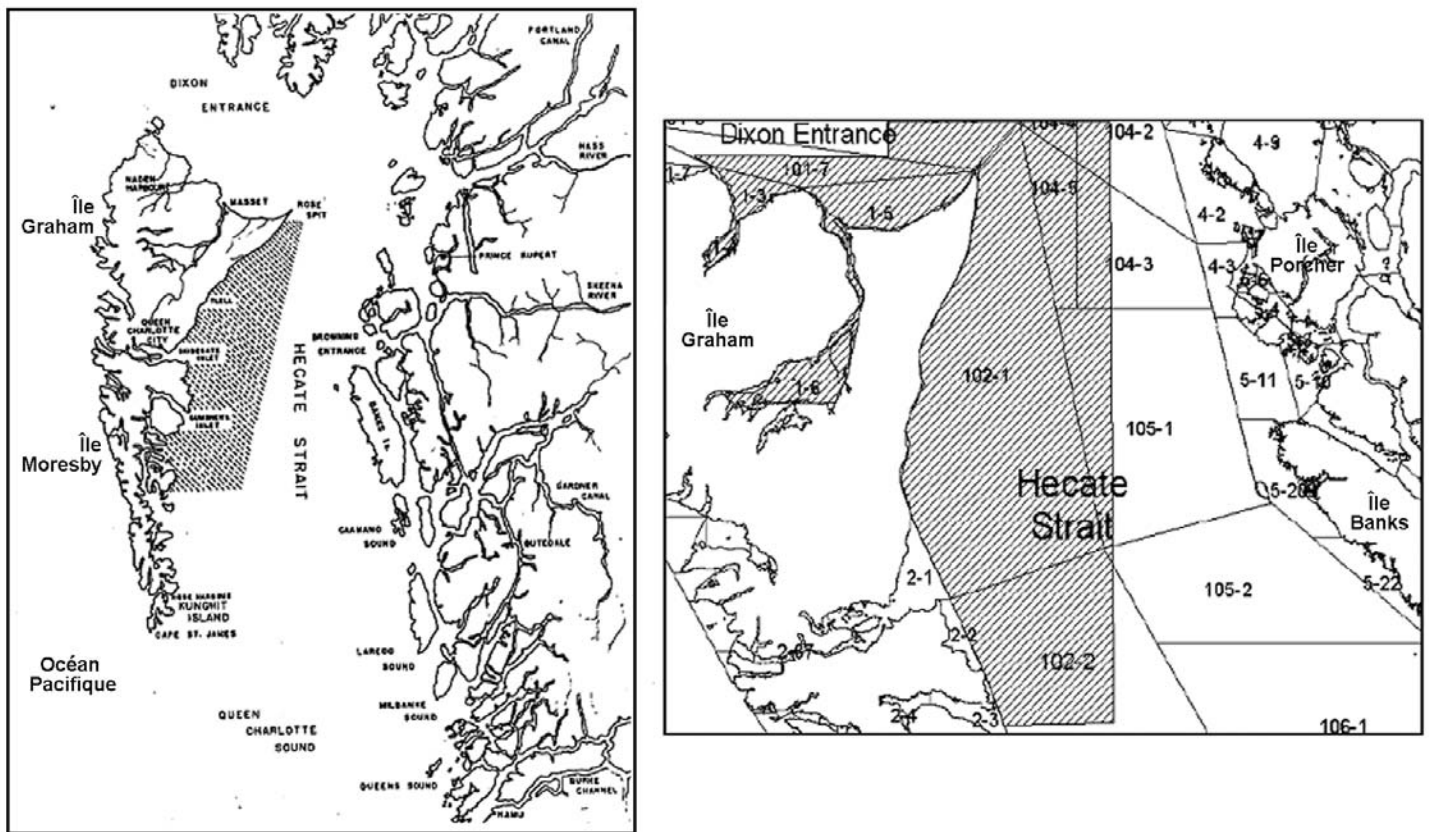 PORTLAND
CANAL
DIXON
ENTRANCE
NASS
RIVER
NADEN
HARBOUR
MASSET
ROSE
SPIT
Île
Graham
PRINCE RUPERT
SKEENA
RIVER
TLELL
QUEEN
CHARLOTTE
CITY
SKIDEGATE
INLET
BROWNING
ENTRANCE
HECATE STRAIT
BANKS IS.
Île
Moresby
GARDNER
CANAL
CAAMANO
SOUND
BUTEDALE
ROSE HARBOUR
KUNGHIT
ISLAND
CAPE ST. JAMES
Océan
Pacifique
LAREDO
SOUND
QUEEN
CHARLOTTE
SOUND
MILBANKE
SOUND
QUEENS SOUND
BURKE
CHANNEL
NAMU
Dixon Entrance
104-4
104-2
4-9
101-7
1-7
1-3
1-5
104-5
4-2
Île
Porcher
104-3
4-3
5-4
Île
Graham
102-1
1-6
5-11
5-10
105-1
Hecate
Strait
5-20
Île
Banks
2-1
105-2
5-22
2-2
102-2
2-4
2-3
106-1